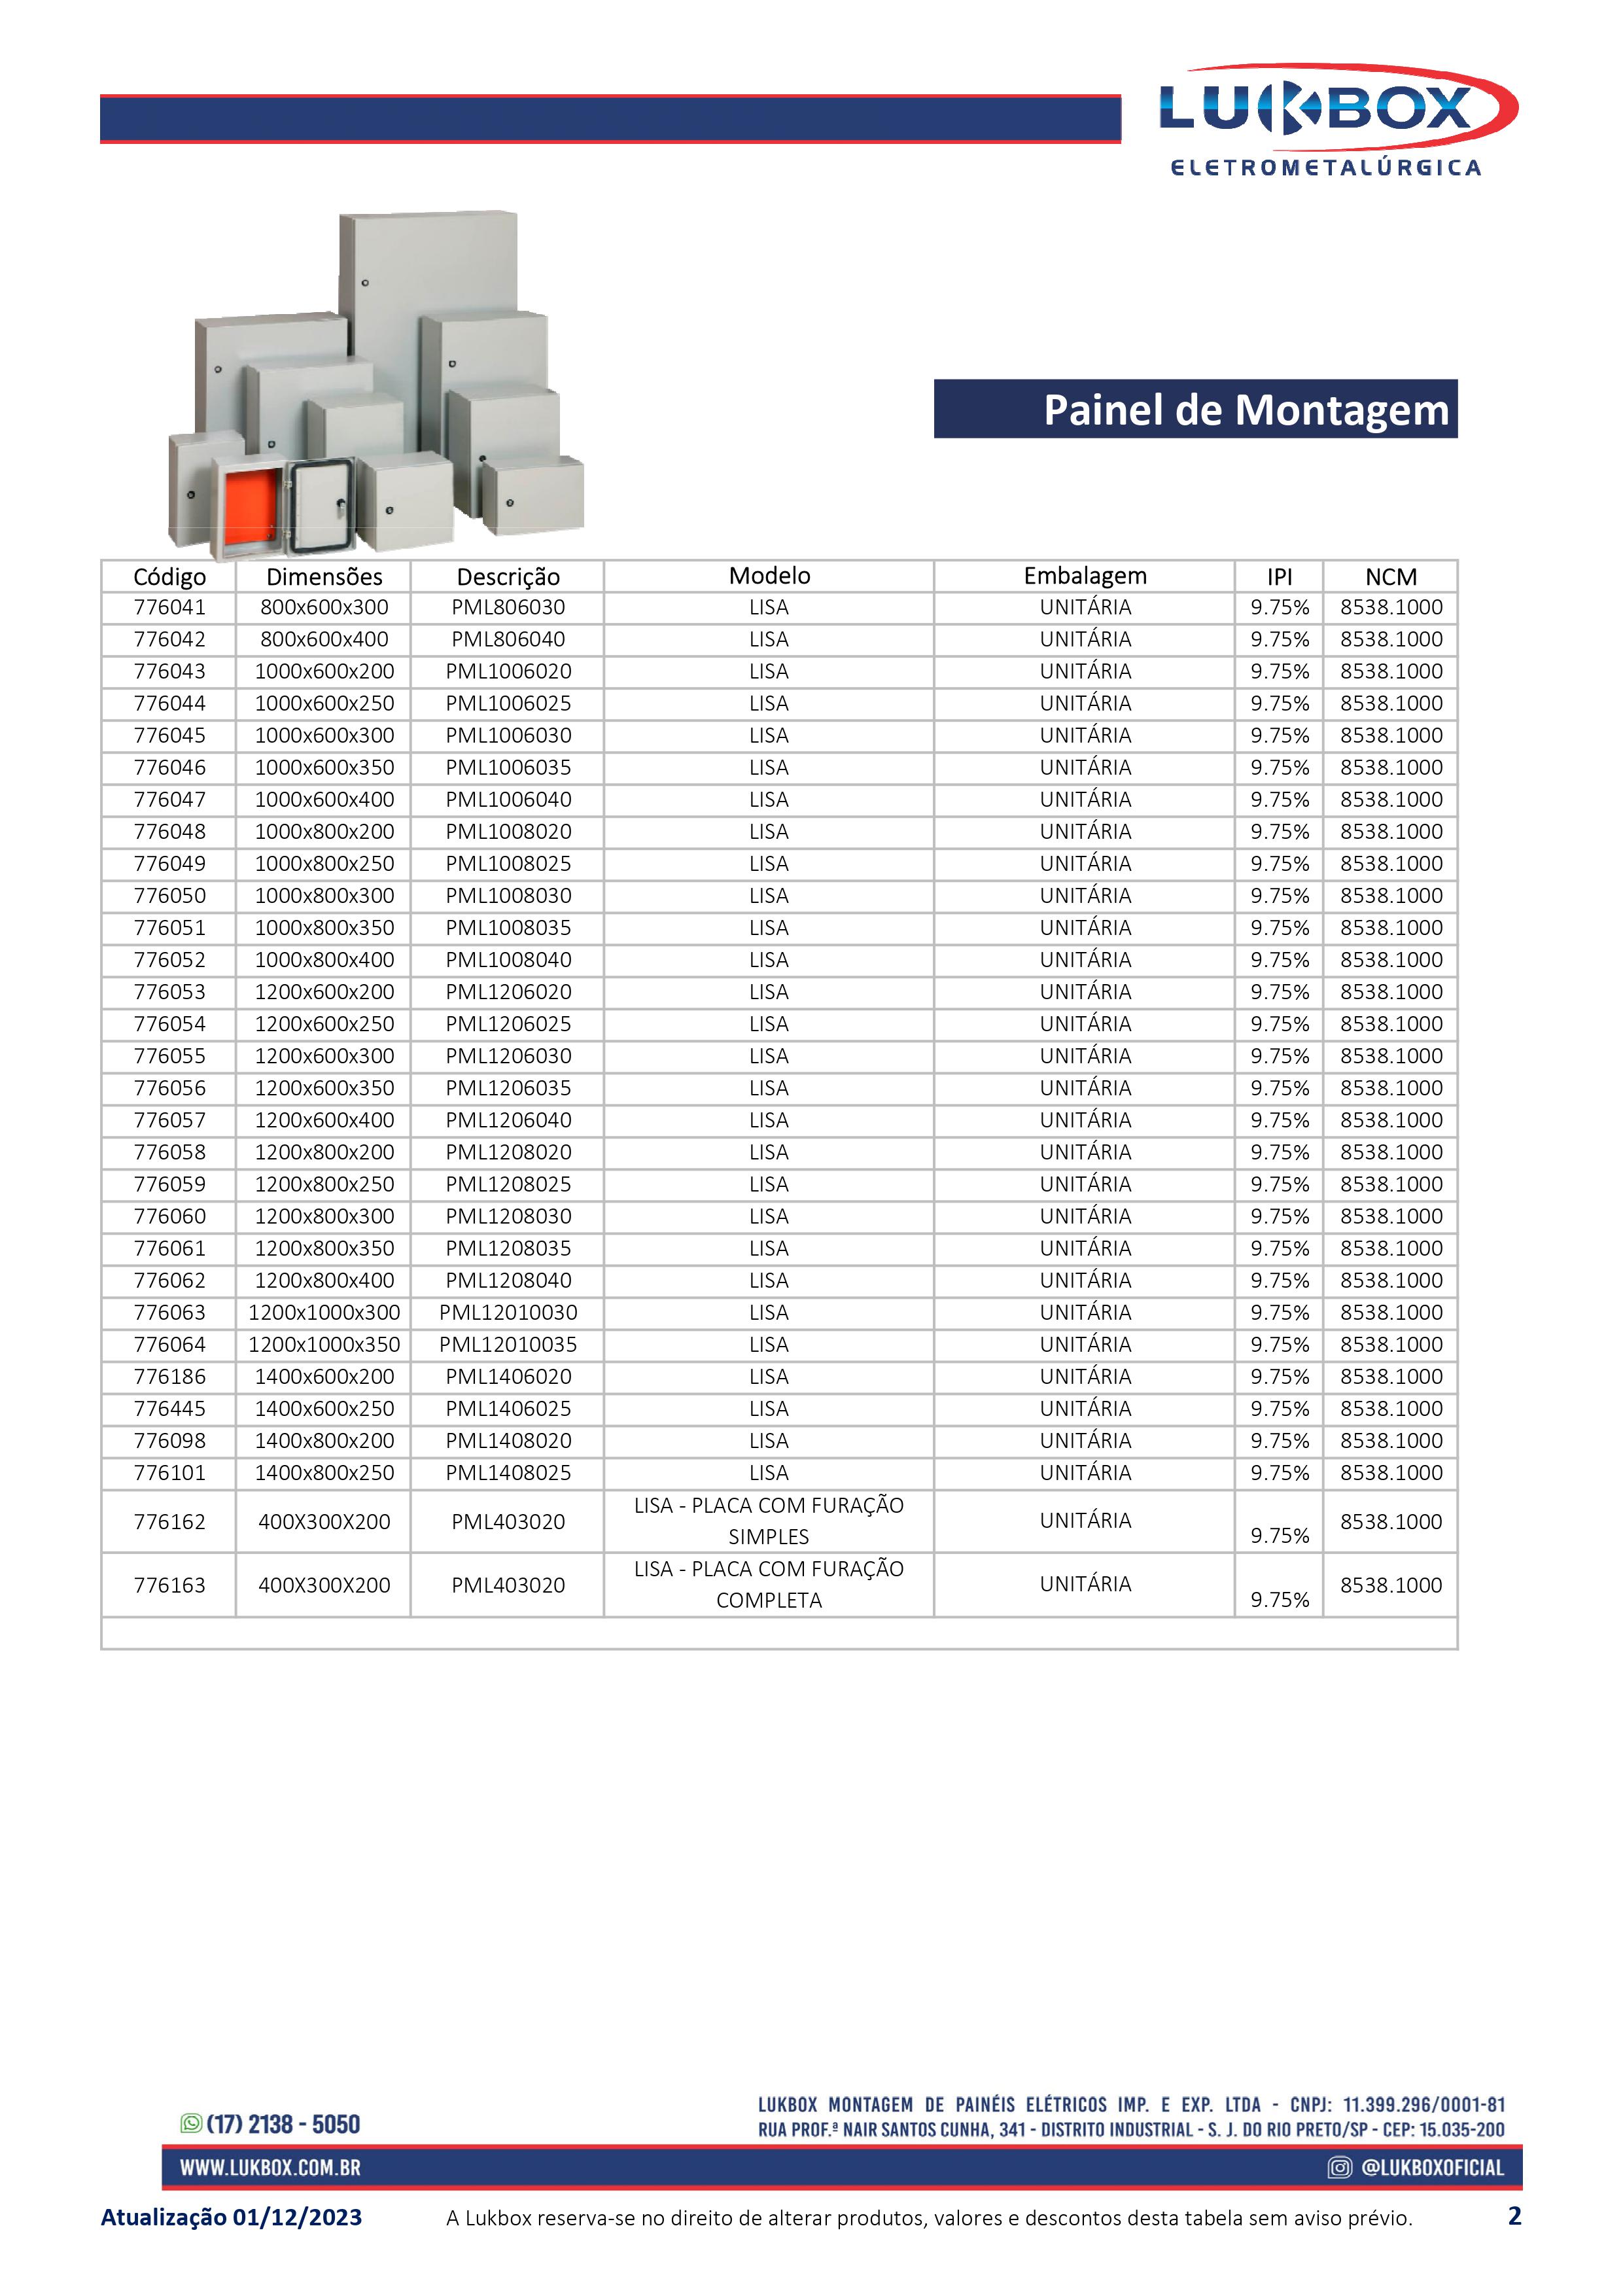 LUKBOX
ELETROMETALÚRGICA
Painel de Montagem
Código Dimensões Descrição Modelo Embalagem IPI NCM
776041 800x600x300 PML806030 LISA UNITÁRIA 9.75% 8538.1000
776042 800x600x400 PML806040 LISA UNITÁRIA 9.75% 8538.1000
776043 1000x600x200 PML1006020 LISA UNITÁRIA 9.75% 8538.1000
776044 1000x600x250 PML1006025 LISA UNITÁRIA 9.75% 8538.1000
776045 1000x600x300 PML1006030 LISA UNITÁRIA 9.75% 8538.1000
776046 1000x600x350 PML1006035 LISA UNITÁRIA 9.75% 8538.1000
776047 1000x600x400 PML1006040 LISA UNITÁRIA 9.75% 8538.1000
776048 1000x800x200 PML1008020 LISA UNITÁRIA 9.75% 8538.1000
776049 1000x800x250 PML1008025 LISA UNITÁRIA 9.75% 8538.1000
776050 1000x800x300 PML1008030 LISA UNITÁRIA 9.75% 8538.1000
776051 1000x800x350 PML1008035 LISA UNITÁRIA 9.75% 8538.1000
776052 1000x800x400 PML1008040 LISA UNITÁRIA 9.75% 8538.1000
776053 1200x600x200 PML1206020 LISA UNITÁRIA 9.75% 8538.1000
776054 1200x600x250 PML1206025 LISA UNITÁRIA 9.75% 8538.1000
776055 1200x600x300 PML1206030 LISA UNITÁRIA 9.75% 8538.1000
776056 1200x600x350 PML1206035 LISA UNITÁRIA 9.75% 8538.1000
776057 1200x600x400 PML1206040 LISA UNITÁRIA 9.75% 8538.1000
776058 1200x800x200 PML1208020 LISA UNITÁRIA 9.75% 8538.1000
776059 1200x800x250 PML1208025 LISA UNITÁRIA 9.75% 8538.1000
776060 1200x800x300 PML1208030 LISA UNITÁRIA 9.75% 8538.1000
776061 1200x800x350 PML1208035 LISA UNITÁRIA 9.75% 8538.1000
776062 1200x800x400 PML1208040 LISA UNITÁRIA 9.75% 8538.1000
776063 1200x1000x300 PML12010030 LISA UNITÁRIA 9.75% 8538.1000
776064 1200x1000x350 PML12010035 LISA UNITÁRIA 9.75% 8538.1000
776186 1400x600x200 PML1406020 LISA UNITÁRIA 9.75% 8538.1000
776445 1400x600x250 PML1406025 LISA UNITÁRIA 9.75% 8538.1000
776098 1400x800x200 PML1408020 LISA UNITÁRIA 9.75% 8538.1000
776101 1400x800x250 PML1408025 LISA UNITÁRIA 9.75% 8538.1000
776162 400X300X200 PML403020 LISA - PLACA COM FURAÇÃO
SIMPLES UNITÁRIA 9.75% 8538.1000
776163 400X300X200 PML403020 LISA - PLACA COM FURAÇÃO
COMPLETA UNITÁRIA 9.75% 8538.1000
(17) 2138 - 5050
LUKBOX MONTAGEM DE PAINÉIS ELÉTRICOS IMP. E EXP. LTDA - CNPJ: 11.399.296/0001-81
RUA PROF.ª NAIR SANTOS CUNHA, 341 - DISTRITO INDUSTRIAL - S. J. DO RIO PRETO/SP - CEP: 15.035-200
WWW.LUKBOX.COM.BR @LUKBOXOFICIAL
Atualização 01/12/2023 A Lukbox reserva-se no direito de alterar produtos, valores e descontos desta tabela sem aviso prévio. 2